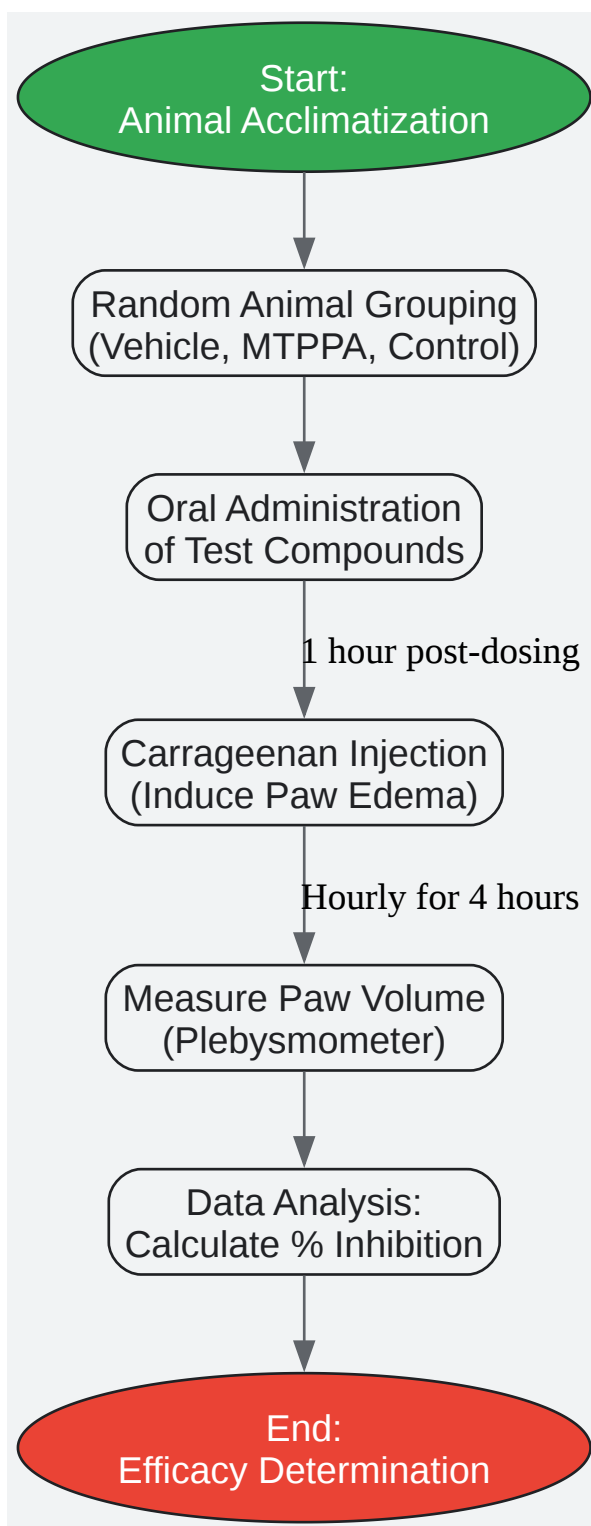 Start:
Animal Acclimatization
Random Animal Grouping
(Vehicle, MTPPA, Control)
Oral Administration
of Test Compounds
1 hour post-dosing
Carrageenan Injection
(Induce Paw Edema)
Hourly for 4 hours
Measure Paw Volume
(Plebysmometer)
Data Analysis:
Calculate % Inhibition
End:
Efficacy Determination